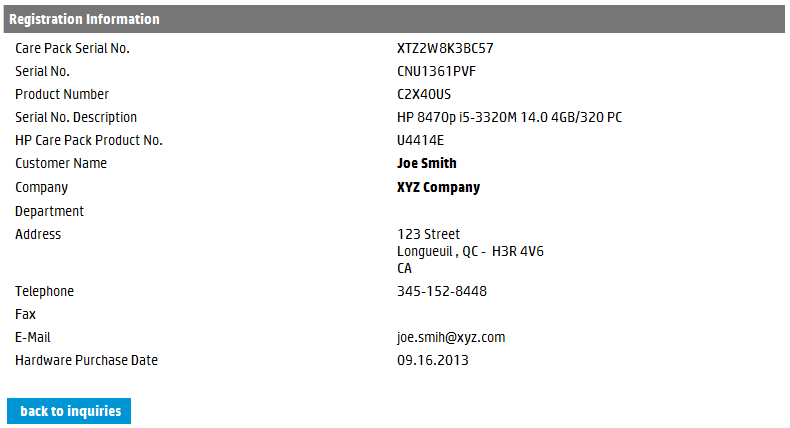 Registration Information
Care Pack Serial No. XTZ2W8K3BC57
Serial No. CNU1361PVF
Product Number C2X40US
Serial No. Description HP 8470p i5-3320M 14.0 4GB/320 PC
HP Care Pack Product No. U4414E
Customer Name Joe Smith
Company XYZ Company
Department
Address 123 Street
Longueuil , QC - H3R 4V6
CA
Telephone 345-152-8448
Fax
E-Mail joe.smih@xyz.com
Hardware Purchase Date 09.16.2013
back to inquiries